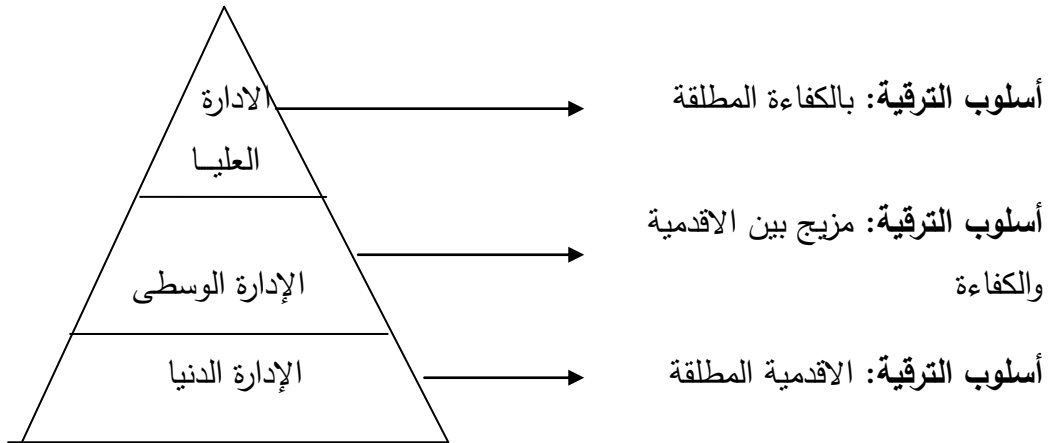 الادارة
العليــا
أسلوب الترقية: بالكفاءة المطلقة
الإدارة الوسطى
أسلوب الترقية: مزيج بين الاقدمية
والكفاءة
الإدارة الدنيا
أسلوب الترقية: الاقدمية المطلقة